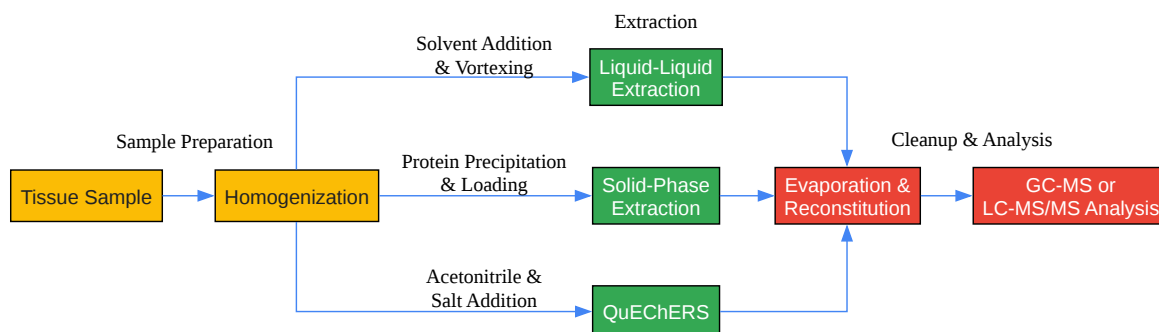 Extraction
Solvent Addition
& Vortexing
Liquid-Liquid
Extraction
Sample Preparation
Cleanup & Analysis
Tissue Sample
Homogenization
Protein Precipitation
& Loading
Solid-Phase
Extraction
Evaporation &
Reconstitution
GC-MS or
LC-MS/MS Analysis
Acetonitrile &
Salt Addition
QuEChERS